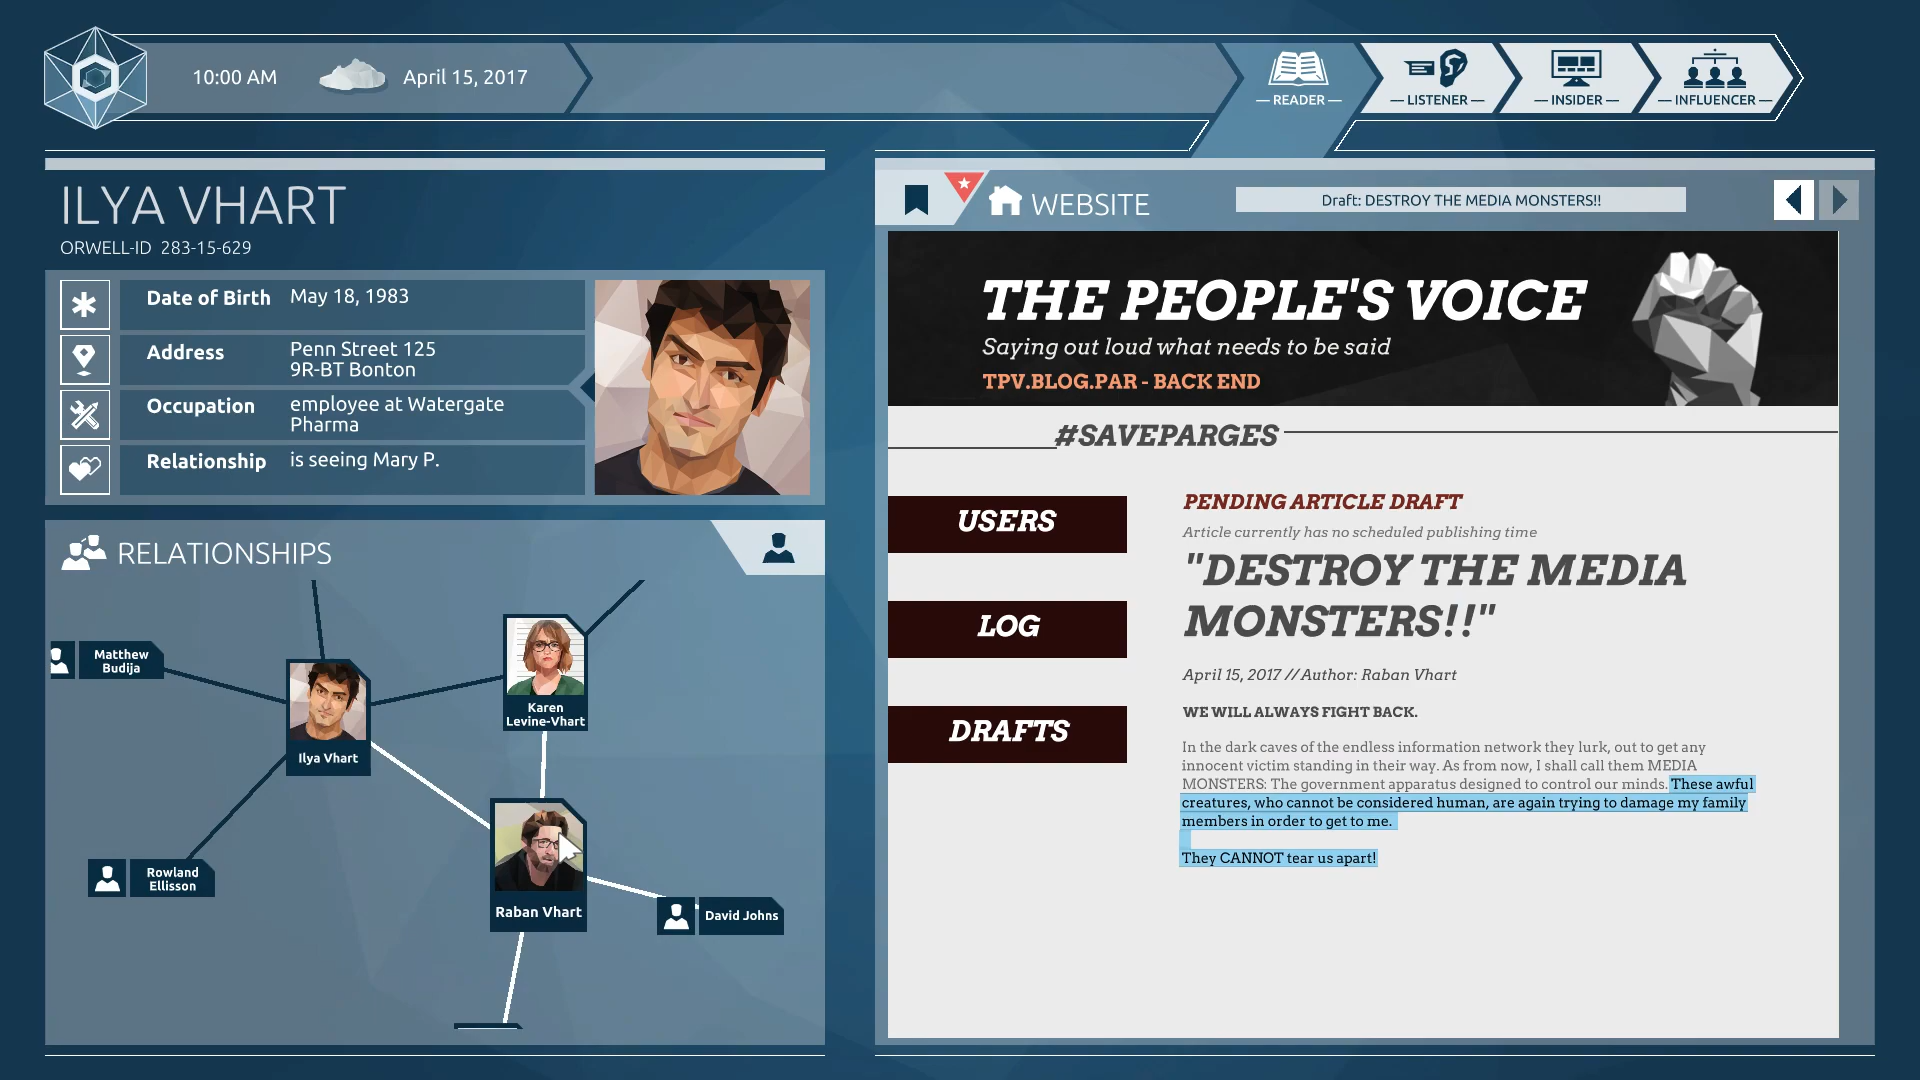 10:00 AM
April 15, 2017
READER
LISTENER
INSIDER
INFLUENCER
ILYA VHART
ORWELL-ID 283-15-629
Date of Birth May 18, 1983
Address Penn Street 125
9R-BT Bonton
Occupation employee at Watergate
Pharma
Relationship is seeing Mary P.
RELATIONSHIPS
Matthew
Budija
Ilya Vhart
Karen
Levine-Vhart
Rowland
Ellisson
Raban Vhart
David Johns
WEBSITE
Draft: DESTROY THE MEDIA MONSTERS!!
THE PEOPLE'S VOICE
Saying out loud what needs to be said
TPV.BLOG.PAR - BACK END
#SAVEPARGES
USERS
LOG
DRAFTS
PENDING ARTICLE DRAFT
Article currently has no scheduled publishing time
"DESTROY THE MEDIA
MONSTERS!!"
April 15, 2017 // Author: Raban Vhart
WE WILL ALWAYS FIGHT BACK.
In the dark caves of the endless information network they lurk, out to get any
innocent victim standing in their way. As from now, I shall call them MEDIA
MONSTERS: The government apparatus designed to control our minds. These awful
creatures, who cannot be considered human, are again trying to damage my family
members in order to get to me.
They CANNOT tear us apart!